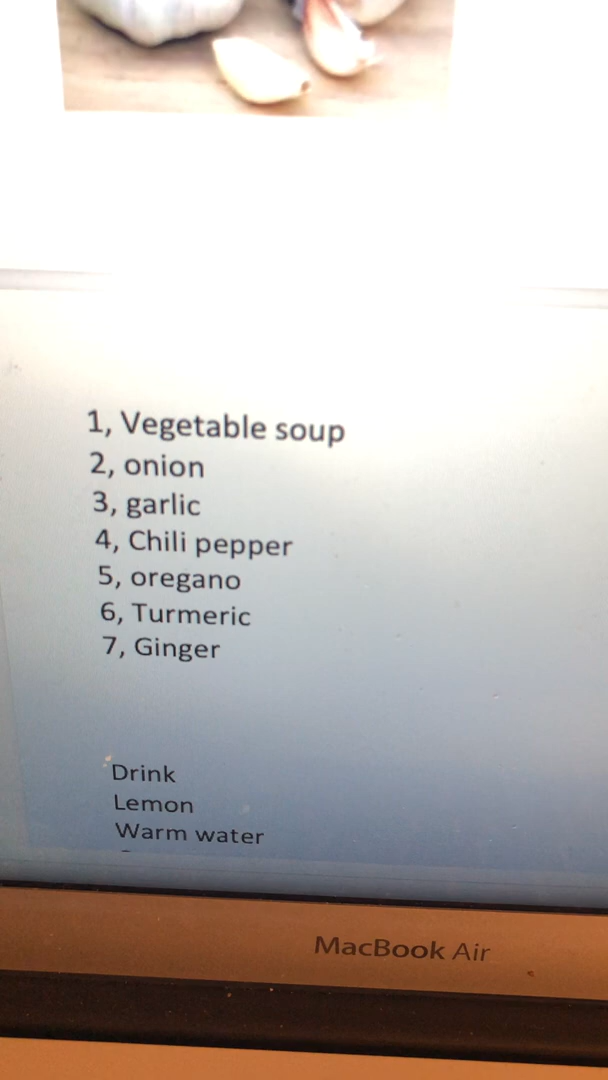 1, Vegetable soup
2, onion
3, garlic
4, Chili pepper
5, oregano
6, Turmeric
7, Ginger
Drink
Lemon
Warm water
MacBook Air